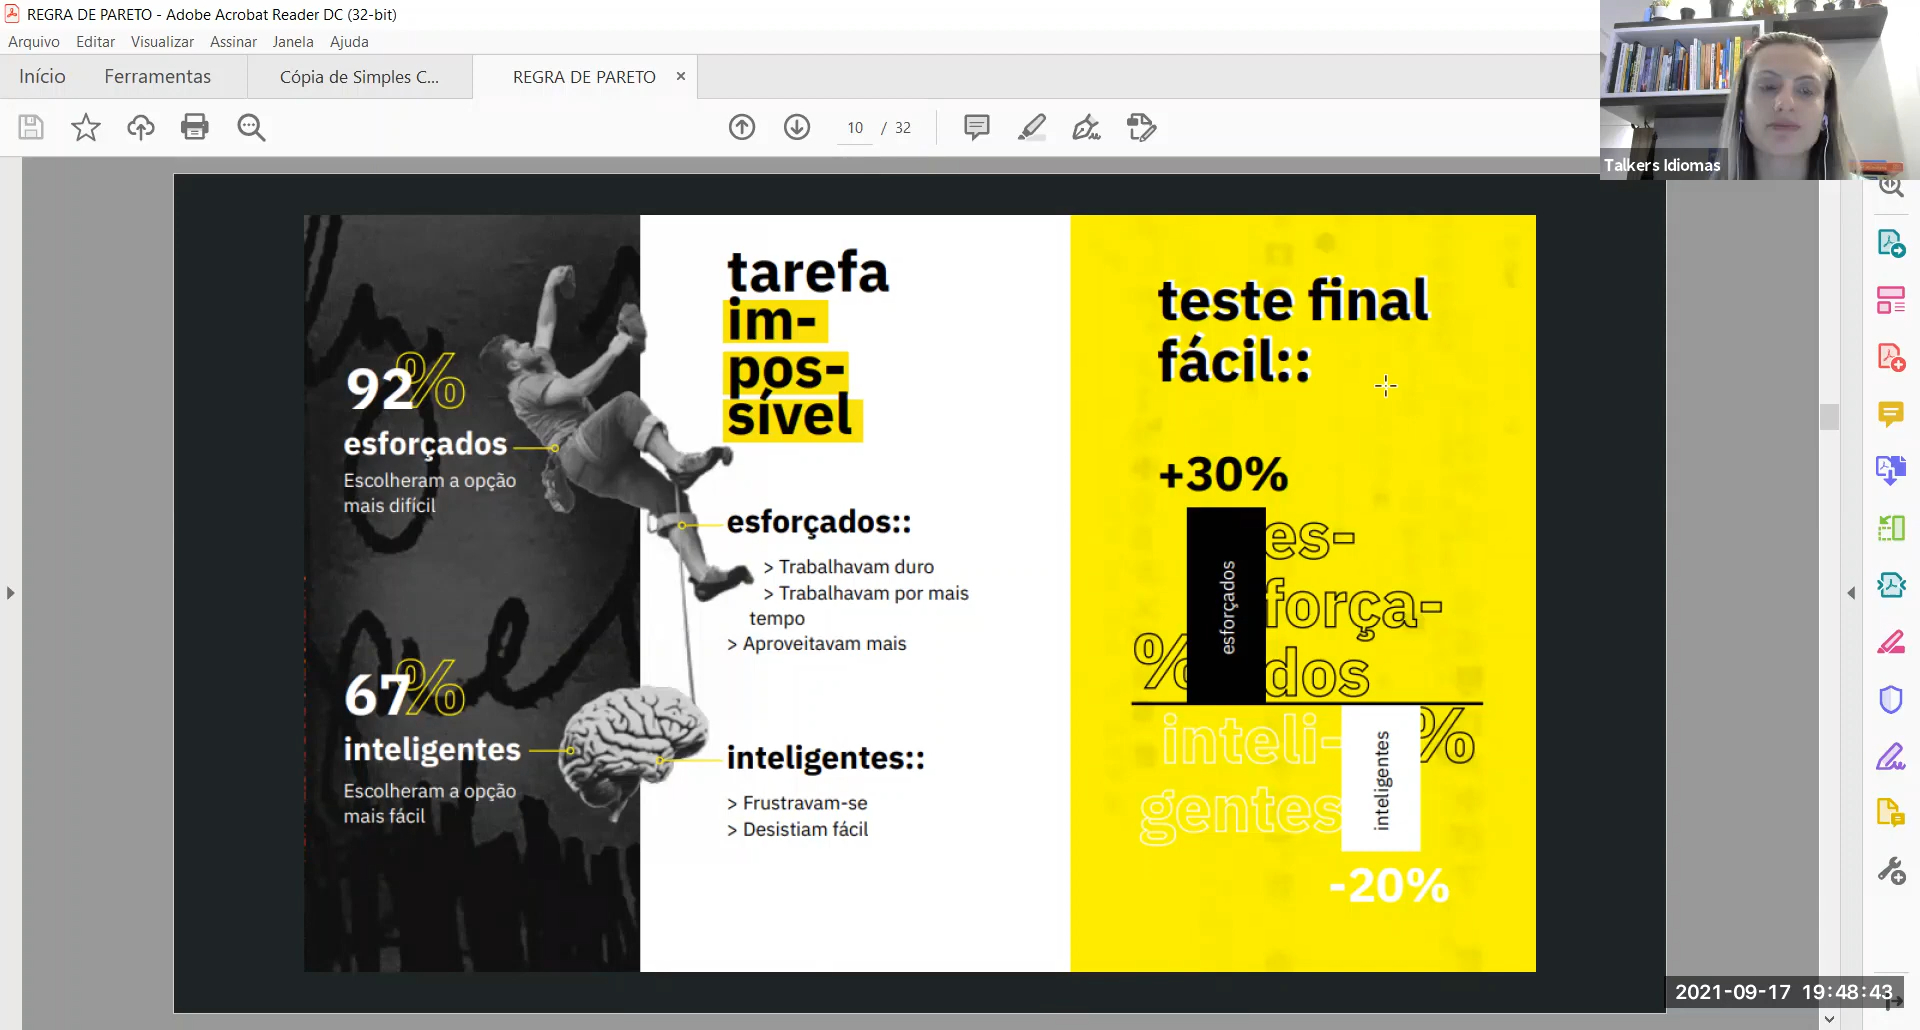 REGRA DE PARETO - Adobe Acrobat Reader DC (32-bit)
Arquivo Editar Visualizar Assinar Janela Ajuda
Início Ferramentas Cópia de Simples C... REGRA DE PARETO ×
10 / 32
Talkers Idiomas
92%
esforçados
Escolheram a opção
mais difícil
67%
inteligentes
Escolheram a opção
mais fácil
tarefa
im-
pos-
sível
esforçados::
> Trabalhavam duro
> Trabalhavam por mais
tempo
> Aproveitavam mais
inteligentes::
> Frustravam-se
> Desistiam fácil
teste final
fácil::
+30%
esforçados
es-
força-
dos
%
inteli-
gentes
%
inteligentes
-20%
2021-09-17 19:48:43